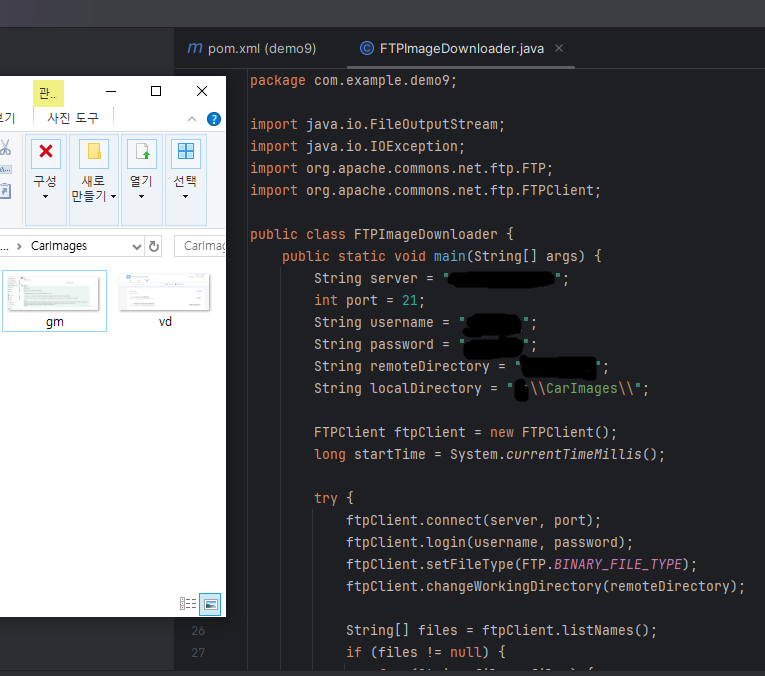 pom.xml (demo9)
FTPImageDownloader.java
관..
보기
사진 도구
구성
새로
만들기
열기
선택
CarImages
CarImag
gm
vd
package com.example.demo9;
import java.io.FileOutputStream;
import java.io.IOException;
import org.apache.commons.net.ftp.FTP;
import org.apache.commons.net.ftp.FTPClient;
public class FTPImageDownloader {
public static void main(String[] args) {
String server = "";
int port = 21;
String username = "";
String password = "";
String remoteDirectory = "";
String localDirectory = "\\CarImages\\";
FTPClient ftpClient = new FTPClient();
long startTime = System.currentTimeMillis();
try {
ftpClient.connect(server, port);
ftpClient.login(username, password);
ftpClient.setFileType(FTP.BINARY_FILE_TYPE);
ftpClient.changeWorkingDirectory(remoteDirectory);
26 String[] files = ftpClient.listNames();
27 if (files != null) {